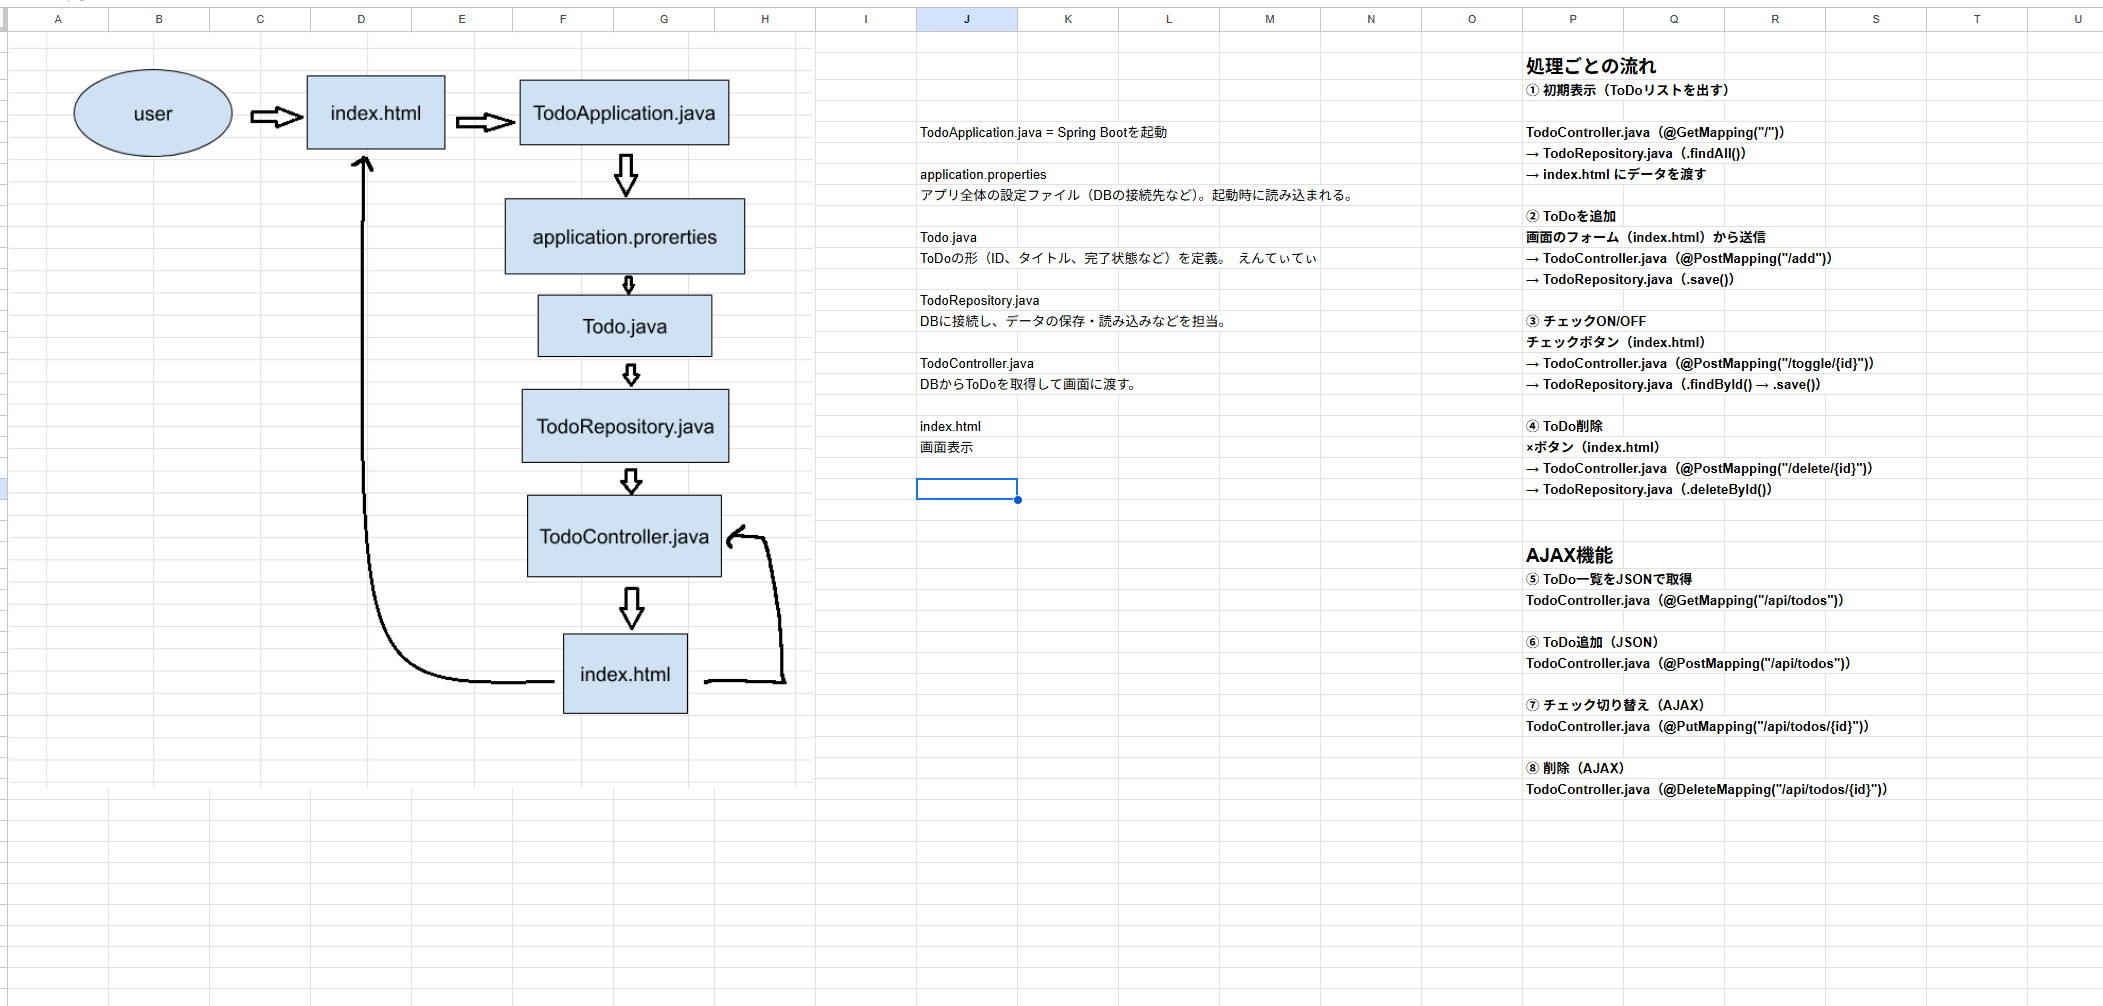 A B C D E F G H I J K L M N O P Q R S T U
user
index.html
TodoApplication.java
application.prorerties
Todo.java
TodoRepository.java
TodoController.java
index.html
TodoApplication.java = Spring Bootを起動
application.properties
アプリ全体の設定ファイル（DBの接続先など）。起動時に読み込まれる。
Todo.java
ToDoの形（ID、タイトル、完了状態など）を定義。　えんてぃてぃ
TodoRepository.java
DBに接続し、データの保存・読み込みなどを担当。
TodoController.java
DBからToDoを取得して画面に渡す。
index.html
画面表示
処理ごとの流れ
① 初期表示（ToDoリストを出す）
TodoController.java（@GetMapping("/")）
→ TodoRepository.java（.findAll()）
→ index.html にデータを渡す
② ToDoを追加
画面のフォーム（index.html）から送信
→ TodoController.java（@PostMapping("/add")）
→ TodoRepository.java（.save()）
③ チェックON/OFF
チェックボタン（index.html）
→ TodoController.java（@PostMapping("/toggle/{id}")）
→ TodoRepository.java（.findById() → .save()）
④ ToDo削除
×ボタン（index.html）
→ TodoController.java（@PostMapping("/delete/{id}")）
→ TodoRepository.java（.deleteById()）
AJAX機能
⑤ ToDo一覧をJSONで取得
TodoController.java（@GetMapping("/api/todos")）
⑥ ToDo追加（JSON）
TodoController.java（@PostMapping("/api/todos")）
⑦ チェック切り替え（AJAX）
TodoController.java（@PutMapping("/api/todos/{id}")）
⑧ 削除（AJAX）
TodoController.java（@DeleteMapping("/api/todos/{id}")）